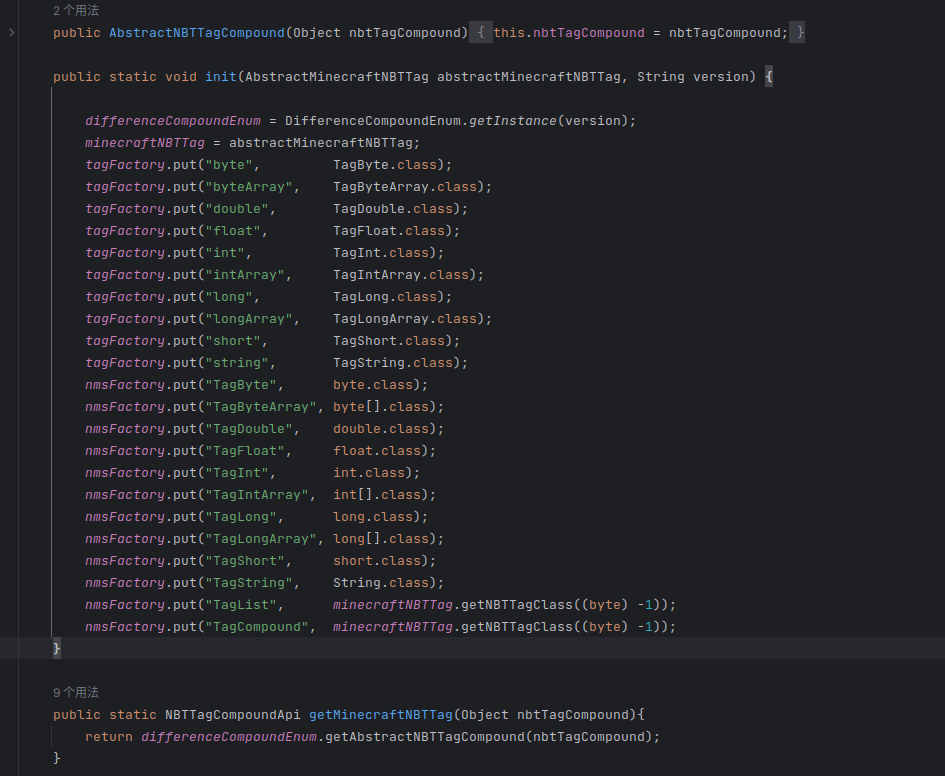 2个用法
public AbstractNBTTagCompound(Object nbtTagCompound) { this.nbtTagCompound = nbtTagCompound; }
public static void init(AbstractMinecraftNBTTag abstractMinecraftNBTTag, String version) {
differenceCompoundEnum = DifferenceCompoundEnum.getInstance(version);
minecraftNBTTag = abstractMinecraftNBTTag;
tagFactory.put("byte",         TagByte.class);
tagFactory.put("byteArray",    TagByteArray.class);
tagFactory.put("double",       TagDouble.class);
tagFactory.put("float",        TagFloat.class);
tagFactory.put("int",          TagInt.class);
tagFactory.put("intArray",     TagIntArray.class);
tagFactory.put("long",         TagLong.class);
tagFactory.put("longArray",    TagLongArray.class);
tagFactory.put("short",        TagShort.class);
tagFactory.put("string",       TagString.class);
nmsFactory.put("TagByte",      byte.class);
nmsFactory.put("TagByteArray", byte[].class);
nmsFactory.put("TagDouble",    double.class);
nmsFactory.put("TagFloat",     float.class);
nmsFactory.put("TagInt",       int.class);
nmsFactory.put("TagIntArray",  int[].class);
nmsFactory.put("TagLong",      long.class);
nmsFactory.put("TagLongArray", long[].class);
nmsFactory.put("TagShort",     short.class);
nmsFactory.put("TagString",    String.class);
nmsFactory.put("TagList",      minecraftNBTTag.getNBTTagClass((byte) -1));
nmsFactory.put("TagCompound",  minecraftNBTTag.getNBTTagClass((byte) -1));
}
9个用法
public static NBTTagCompoundApi getMinecraftNBTTag(Object nbtTagCompound){
return differenceCompoundEnum.getAbstractNBTTagCompound(nbtTagCompound);
}